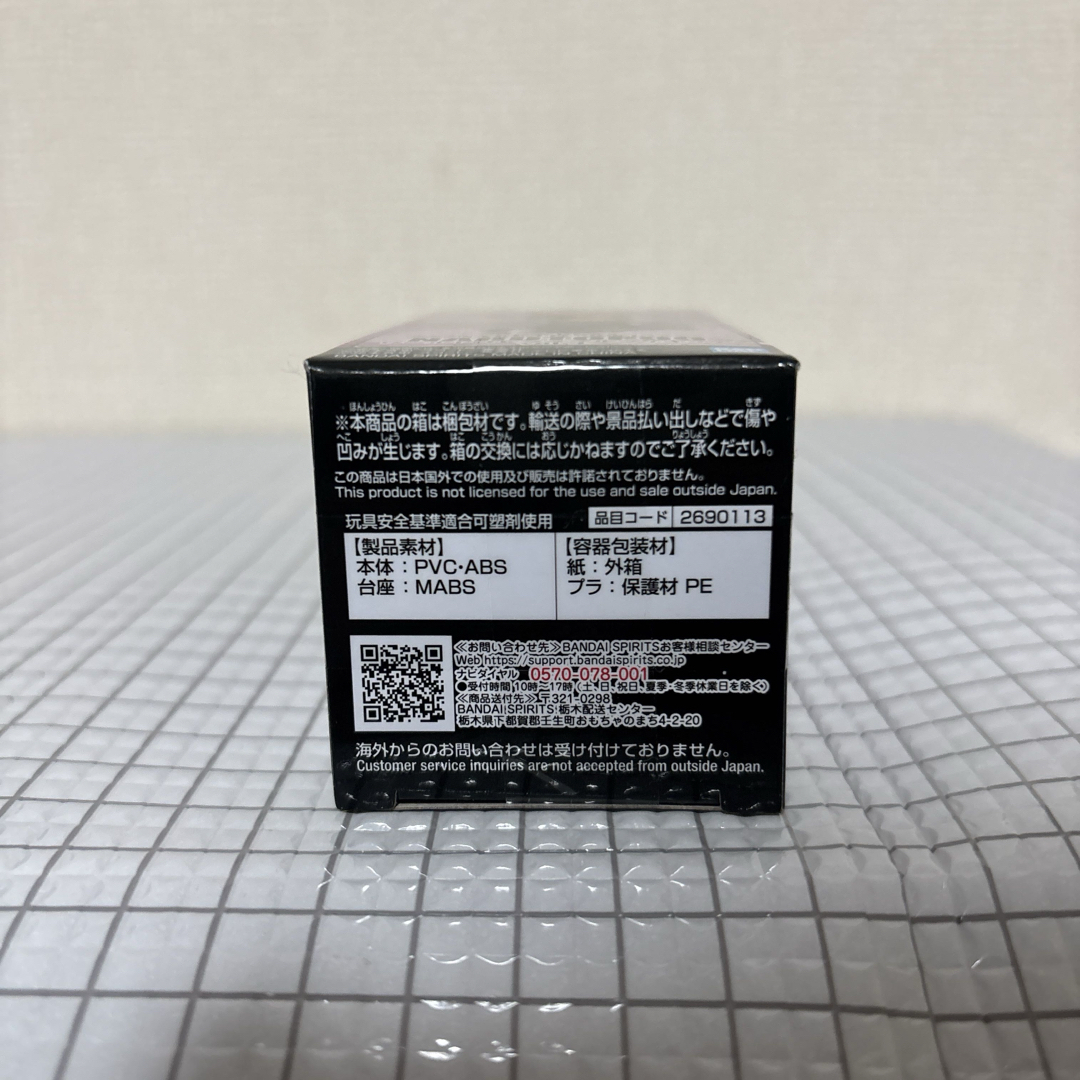 ※本商品の箱は梱包材です。輸送の際や景品払い出しなどで傷や
凹みが生じます。箱の交換には応じかねますのでご了承ください。
この商品は日本国外での使用及び販売は許諾されておりません。
This product is not licensed for the use and sale outside Japan.
玩具安全基準適合可塑剤使用 品目コード 2690113
【製品素材】 【容器包装材】
本体:PVC・ABS 紙:外箱
台座:MABS プラ:保護材 PE
≪お問い合わせ先≫BANDAI SPIRITSお客様相談センター
Web https://support.bandaispirits.co.jp
ナビダイヤル 0570-078-001
●受付時間 10時~17時(土、日、祝日、夏季・冬季休業日を除く)
≪商品送付先≫〒321-0298
BANDAI SPIRITS 栃木配送センター
栃木県下都賀郡壬生町おもちゃのまち4-2-20
海外からのお問い合わせは受け付けておりません。
Customer service inquiries are not accepted from outside Japan.